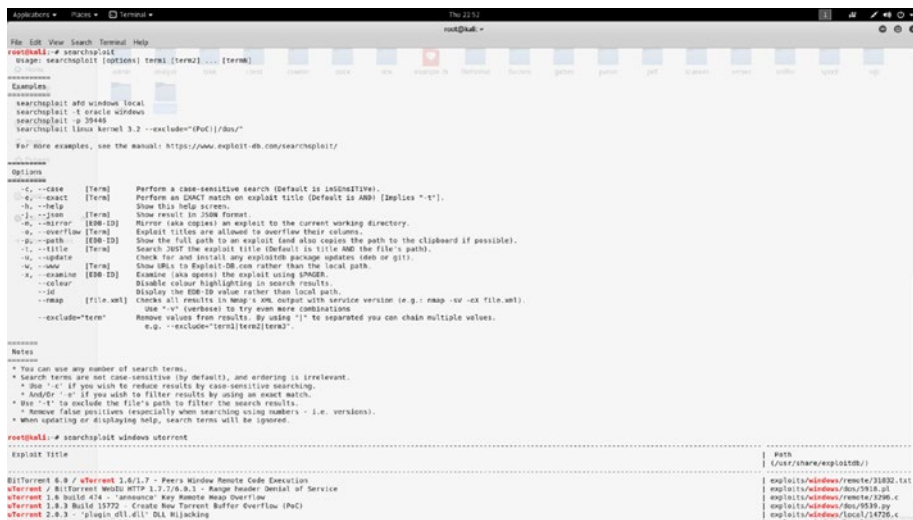 Applications ▾ Places ▾ Terminal ▾ Thu 21:52 1
root@kali: ~
File Edit View Search Terminal Help
root@kali:~# searchsploit
Usage: searchsploit [options] term1 [term2] ... [termN]
==========
Examples
==========
searchsploit afd windows local
searchsploit -t oracle windows
searchsploit -p 39446
searchsploit linux kernel 3.2 --exclude="(PoC)|/dos/"
For more examples, see the manual: https://www.exploit-db.com/searchsploit/
=========
Options
=========
-c, --case [Term] Perform a case-sensitive search (Default is inSEnsITiVe).
-e, --exact [Term] Perform an EXACT match on exploit title (Default is AND) [Implies "-t"].
-h, --help Show this help screen.
-j, --json [Term] Show result in JSON format.
-m, --mirror [EDB-ID] Mirror (aka copies) an exploit to the current working directory.
-o, --overflow [Term] Exploit titles are allowed to overflow their columns.
-p, --path [EDB-ID] Show the full path to an exploit (and also copies the path to the clipboard if possible).
-t, --title [Term] Search JUST the exploit title (Default is title AND the file's path).
-u, --update Check for and install any exploitdb package updates (deb or git).
-w, --www [Term] Show URLs to Exploit-DB.com rather than the local path.
-x, --examine [EDB-ID] Examine (aka opens) the exploit using $PAGER.
--colour Disable colour highlighting in search results.
--id Display the EDB-ID value rather than local path.
--nmap [file.xml] Checks all results in Nmap's XML output with service version (e.g.: nmap -sV -oX file.xml).
Use "-v" (verbose) to try even more combinations
--exclude="term" Remove values from results. By using "|" to separated you can chain multiple values.
e.g. --exclude="term1|term2|term3".
=======
Notes
=======
* You can use any number of search terms.
* Search terms are not case-sensitive (by default), and ordering is irrelevant.
* Use '-c' if you wish to reduce results by case-sensitive searching.
* And/Or '-e' if you wish to filter results by using an exact match.
* Use '-t' to exclude the file's path to filter the search results.
* Remove false positives (especially when searching using numbers - i.e. versions).
* When updating or displaying help, search terms will be ignored.
root@kali:~# searchsploit windows utorrent
Exploit Title | Path
| (/usr/share/exploitdb/)
BitTorrent 6.0 / uTorrent 1.6/1.7 - Peers Window Remote Code Execution | exploits/windows/remote/31032.txt
uTorrent / BitTorrent WebIU HTTP 1.7.7/6.0.1 - Range header Denial of Service | exploits/windows/dos/5918.pl
uTorrent 1.6 build 474 - 'announce' Key Remote Heap Overflow | exploits/windows/remote/3296.c
uTorrent 1.8.3 Build 15772 - Create New Torrent Buffer Overflow (PoC) | exploits/windows/dos/9539.py
uTorrent 2.0.3 - 'plugin_dll.dll' DLL Hijacking | exploits/windows/local/14726.c